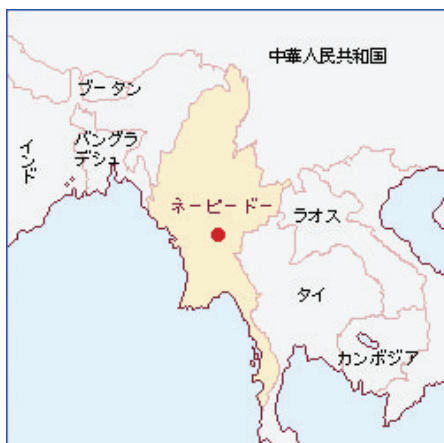 中華人民共和国
ブータン
バングラ
デシュ
インド
ネーピードー
ラオス
タイ
カンボジア